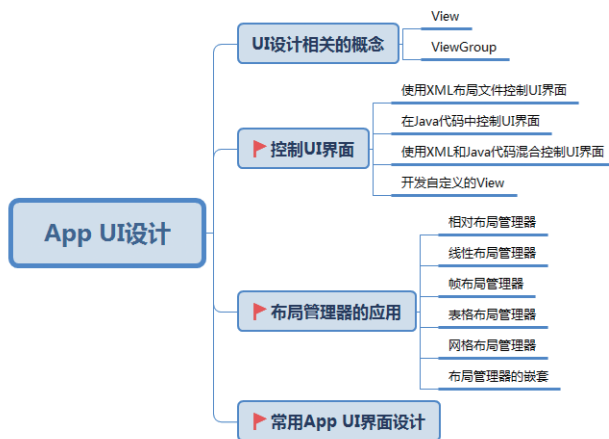 App UI设计
UI设计相关的概念
View
ViewGroup
控制UI界面
使用XML布局文件控制UI界面
在Java代码中控制UI界面
使用XML和Java代码混合控制UI界面
开发自定义的View
布局管理器的应用
相对布局管理器
线性布局管理器
帧布局管理器
表格布局管理器
网格布局管理器
布局管理器的嵌套
常用App UI界面设计